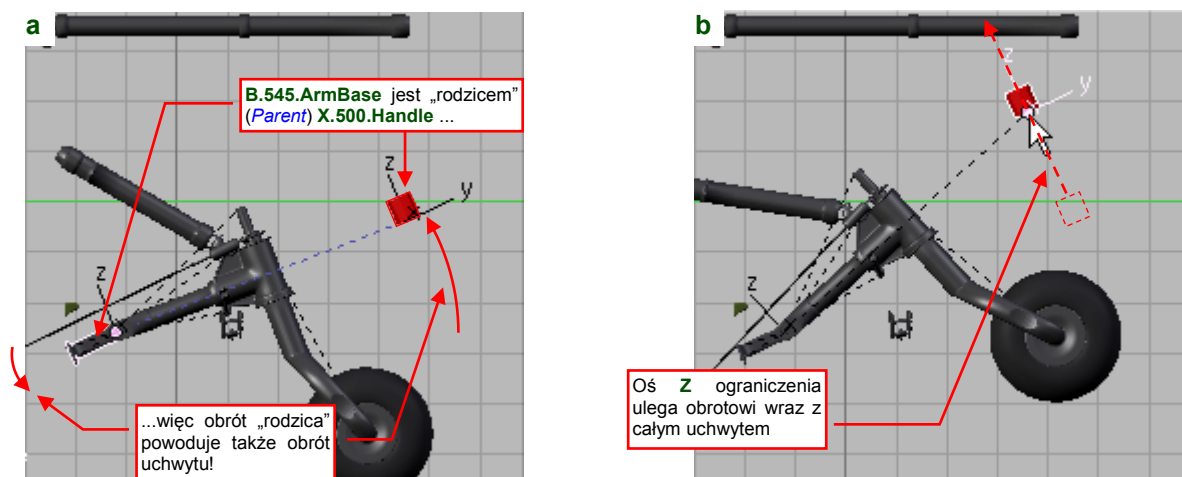 a
B.545.ArmBase jest „rodzicem”
(Parent) X.500.Handle ...
z
y
z
...więc obrót „rodzica”
powoduje także obrót
uchwytu!
b
z
y
z
Oś Z ograniczenia
ulega obrotowi wraz z
całym uchwytem